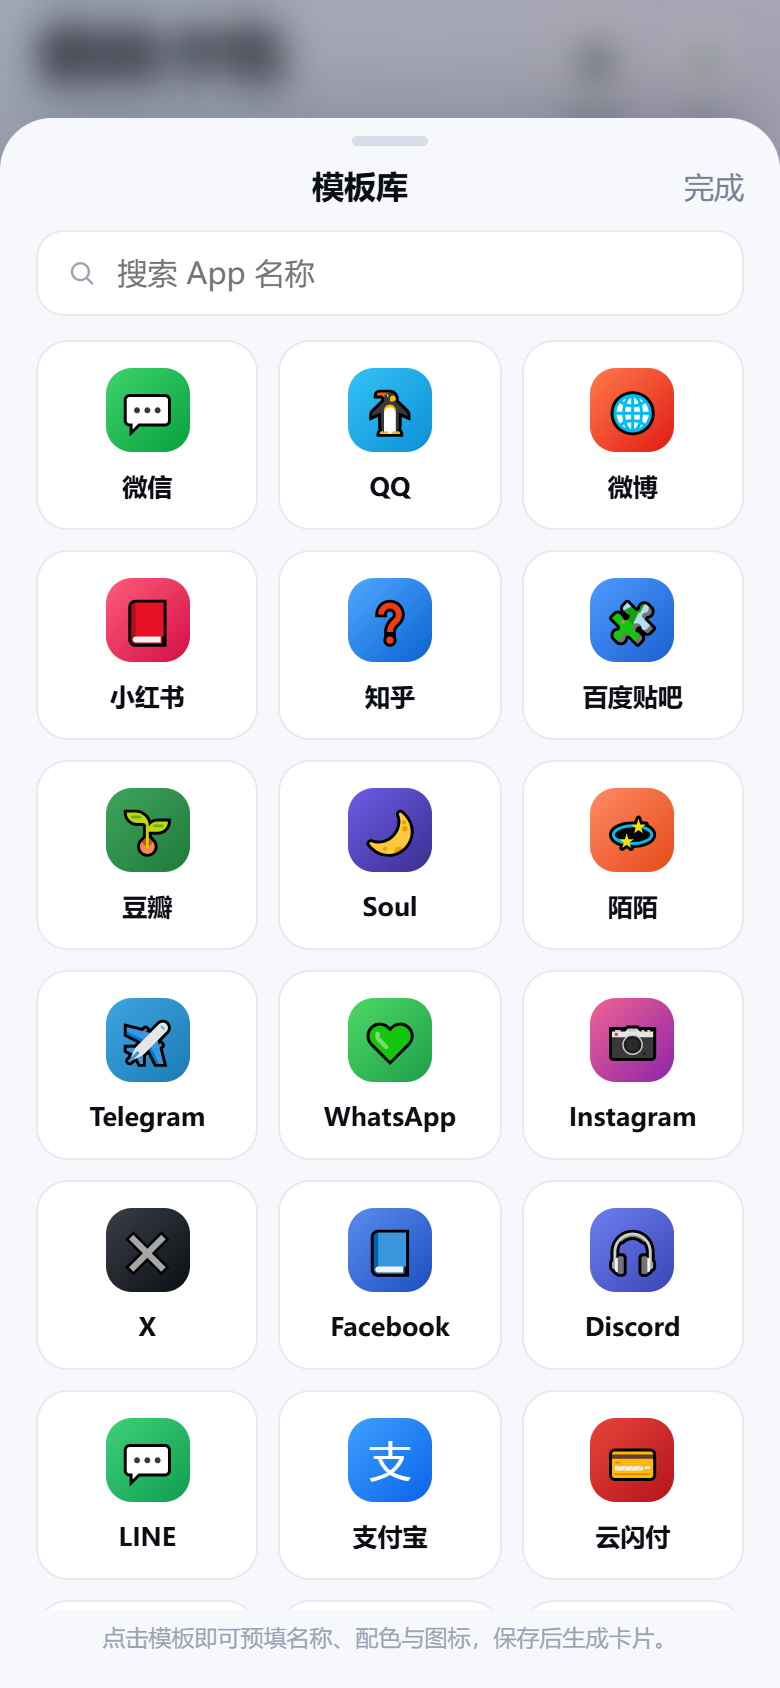 模板库
完成
搜索 App 名称
微信
QQ
微博
小红书
知乎
百度贴吧
豆瓣
Soul
陌陌
Telegram
WhatsApp
Instagram
X
Facebook
Discord
支
LINE
支付宝
云闪付
点击模板即可预填名称、配色与图标，保存后生成卡片。